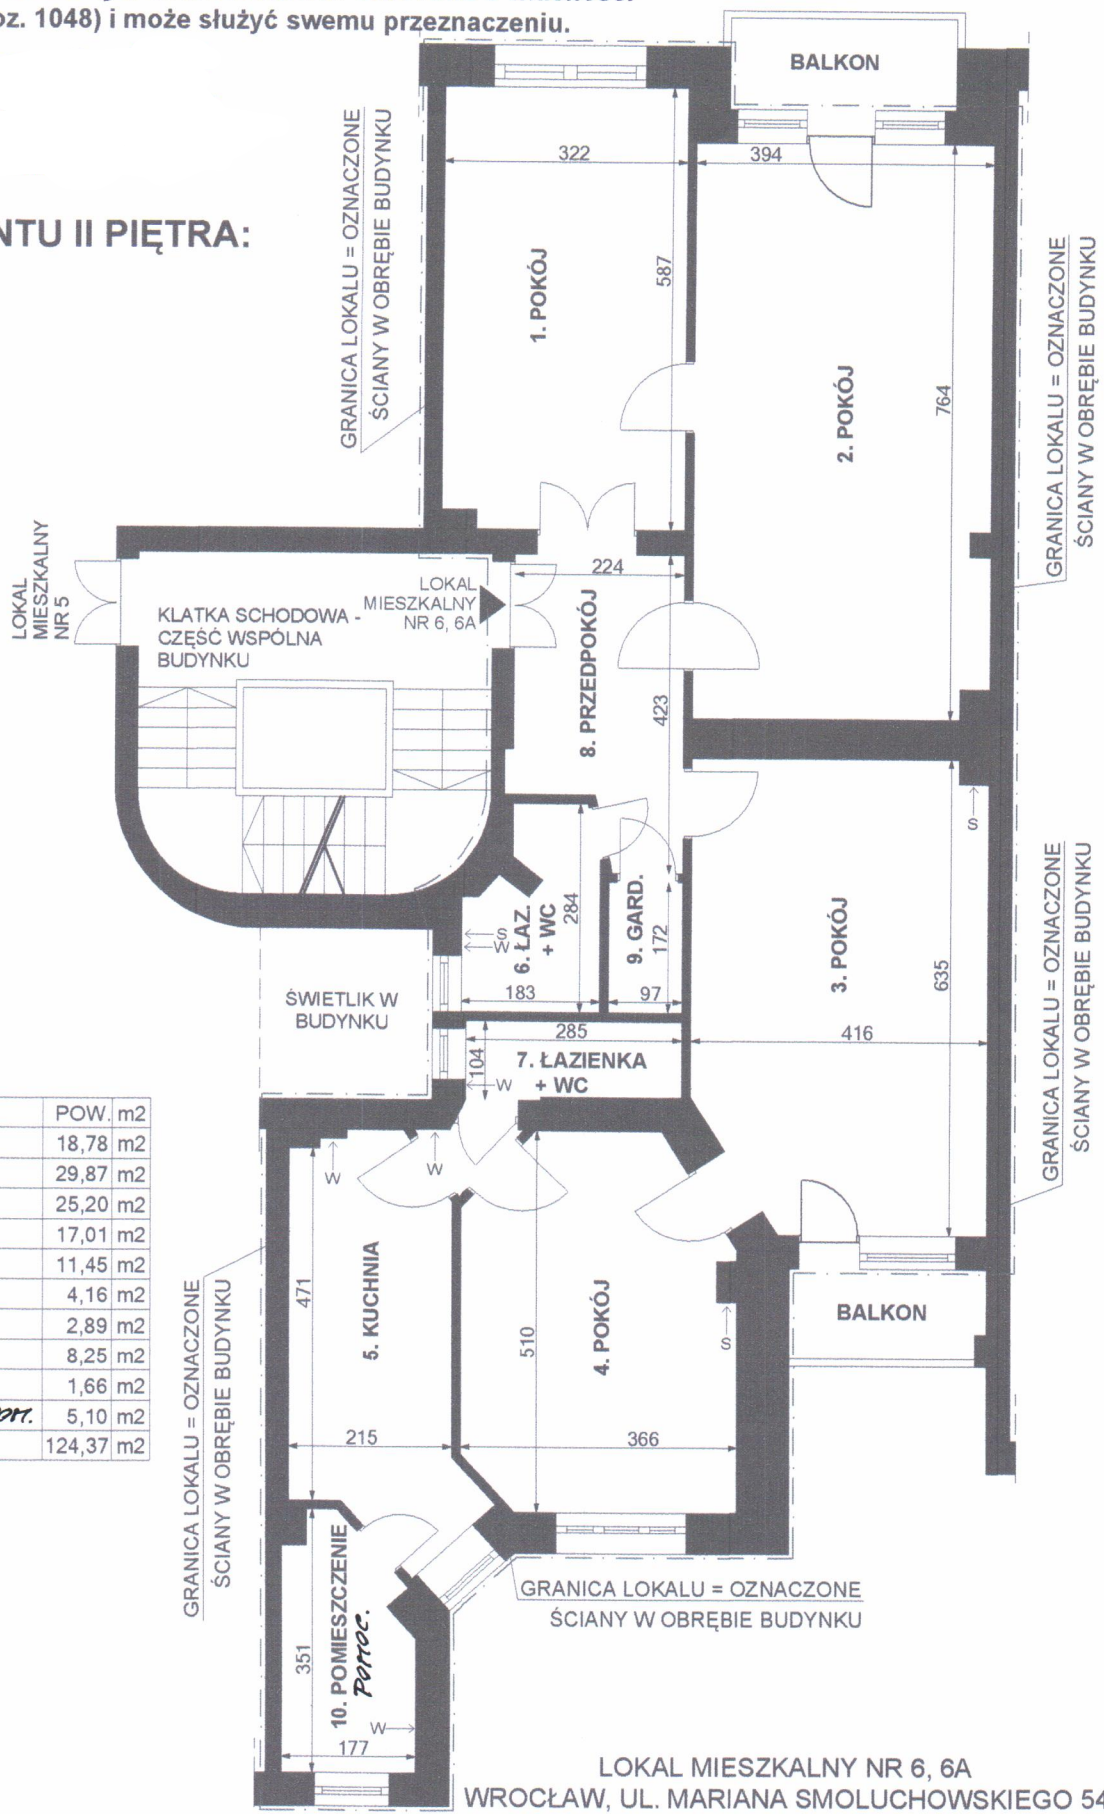 oz. 1048) i może służyć swemu przeznaczeniu.
BALKON
NTU II PIĘTRA:
GRANICA LOKALU = OZNACZONE
ŚCIANY W OBRĘBIE BUDYNKU
322
394
1. POKÓJ
587
2. POKÓJ
764
GRANICA LOKALU = OZNACZONE
ŚCIANY W OBRĘBIE BUDYNKU
LOKAL
MIESZKALNY
NR 5
KLATKA SCHODOWA -
CZĘŚĆ WSPÓLNA
BUDYNKU
LOKAL
MIESZKALNY
NR 6, 6A
224
8. PRZEDPOKÓJ
423
S
6. ŁAZ.
+ WC
284
S
W
183
9. GARD.
172
97
3. POKÓJ
635
416
GRANICA LOKALU = OZNACZONE
ŚCIANY W OBRĘBIE BUDYNKU
ŚWIETLIK W
BUDYNKU
285
104
7. ŁAZIENKA
+ WC
W
W
W
POW. m2
18,78 m2
29,87 m2
25,20 m2
17,01 m2
11,45 m2
4,16 m2
2,89 m2
8,25 m2
1,66 m2
5,10 m2
124,37 m2
GRANICA LOKALU = OZNACZONE
ŚCIANY W OBRĘBIE BUDYNKU
471
5. KUCHNIA
215
510
4. POKÓJ
366
S
BALKON
351
10. POMIESZCZENIE
POMOC.
W
177
GRANICA LOKALU = OZNACZONE
ŚCIANY W OBRĘBIE BUDYNKU
LOKAL MIESZKALNY NR 6, 6A
WROCŁAW, UL. MARIANA SMOLUCHOWSKIEGO 54